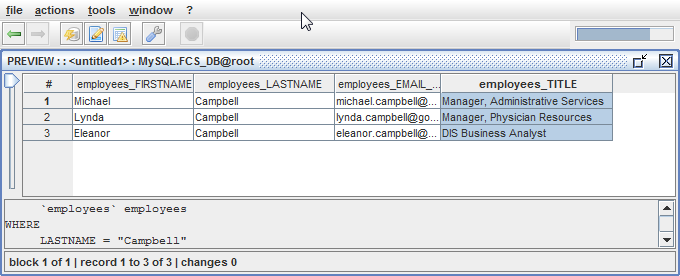 file actions tools window ?
PREVIEW : : <untitled1> : MySQL.FCS_DB@root
# employees_FIRSTNAME employees_LASTNAME employees_EMAIL_... employees_TITLE
1 Michael Campbell michael.campbell@... Manager, Administrative Services
2 Lynda Campbell lynda.campbell@go... Manager, Physician Resources
3 Eleanor Campbell eleanor.campbell@... DIS Business Analyst
`employees` employees
WHERE
LASTNAME = "Campbell"
block 1 of 1 | record 1 to 3 of 3 | changes 0